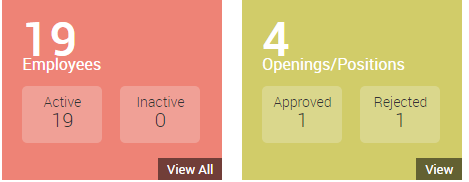 19
Employees
Active
19
Inactive
0
View All
4
Openings/Positions
Approved
1
Rejected
1
View